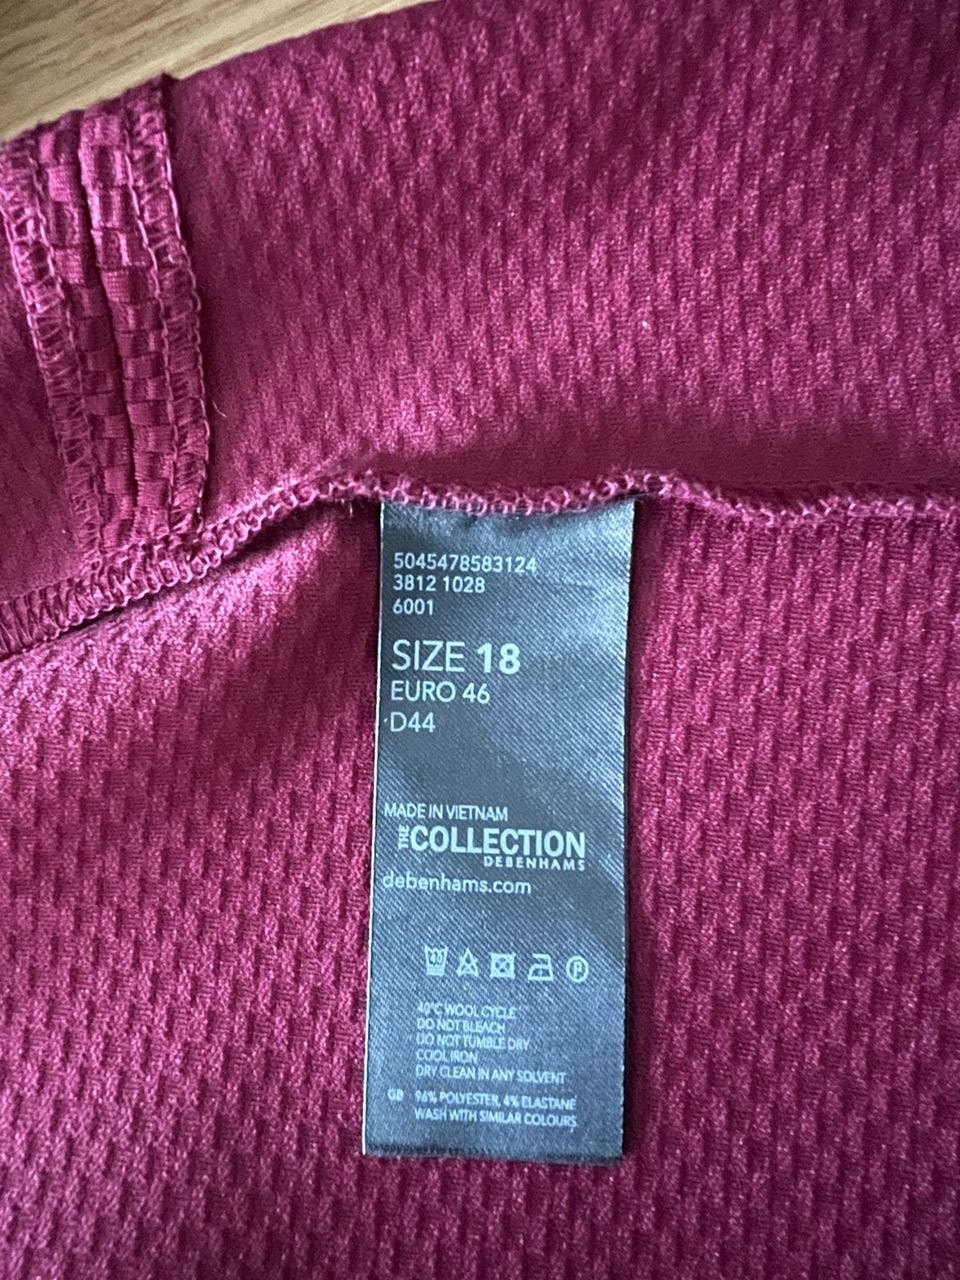 5045478583124
3812 1028
6001
SIZE 18
EURO 46
D44
MADE IN VIETNAM
THE COLLECTION
DEBENHAMS
debenhams.com
40
P
40°C WOOL CYCLE
DO NOT BLEACH
DO NOT TUMBLE DRY
COOL IRON
DRY CLEAN IN ANY SOLVENT
GB 96% POLYESTER, 4% ELASTANE
WASH WITH SIMILAR COLOURS.